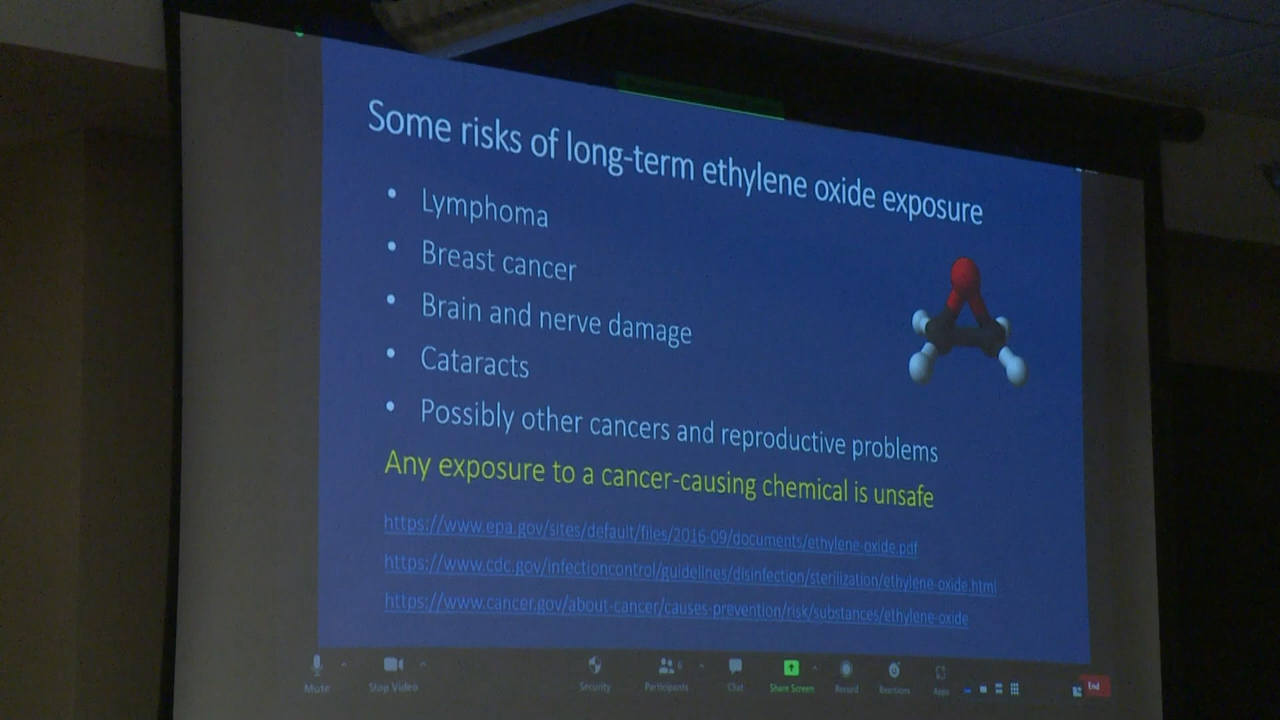 Some risks of long-term ethylene oxide exposure
• Lymphoma
• Breast cancer
• Brain and nerve damage
• Cataracts
• Possibly other cancers and reproductive problems
Any exposure to a cancer-causing chemical is unsafe
https://www.epa.gov/sites/default/files/2016-09/documents/ethylene-oxide.pdf
https://www.cdc.gov/infectioncontrol/guidelines/disinfection/sterilization/ethylene-oxide.html
https://www.cancer.gov/about-cancer/causes-prevention/risk/substances/ethylene-oxide
Mute Stop Video Security Participants 6 Chat Share Screen Record Reactions Apps End